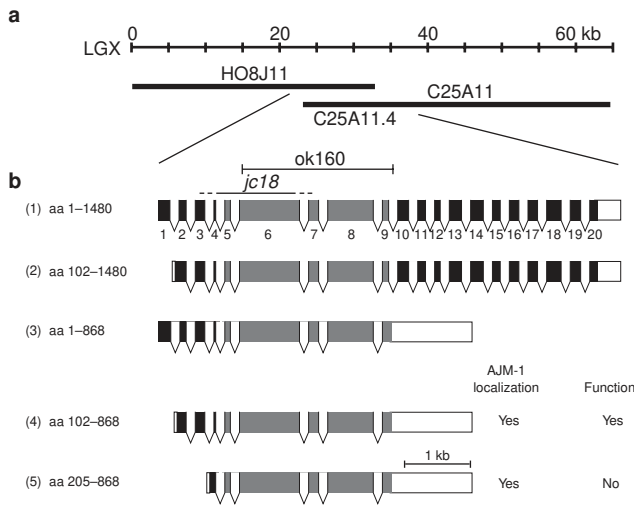 a
LGX 0 20 40 60 kb
HO8J11
C25A11
C25A11.4
ok160
b
jc18
(1) aa 1–1480
1 2 3 4 5 6 7 8 9 10 11 12 13 14 15 16 17 18 19 20
(2) aa 102–1480
(3) aa 1–868
AJM-1 localization
Function
(4) aa 102–868 Yes Yes
1 kb
(5) aa 205–868 Yes No